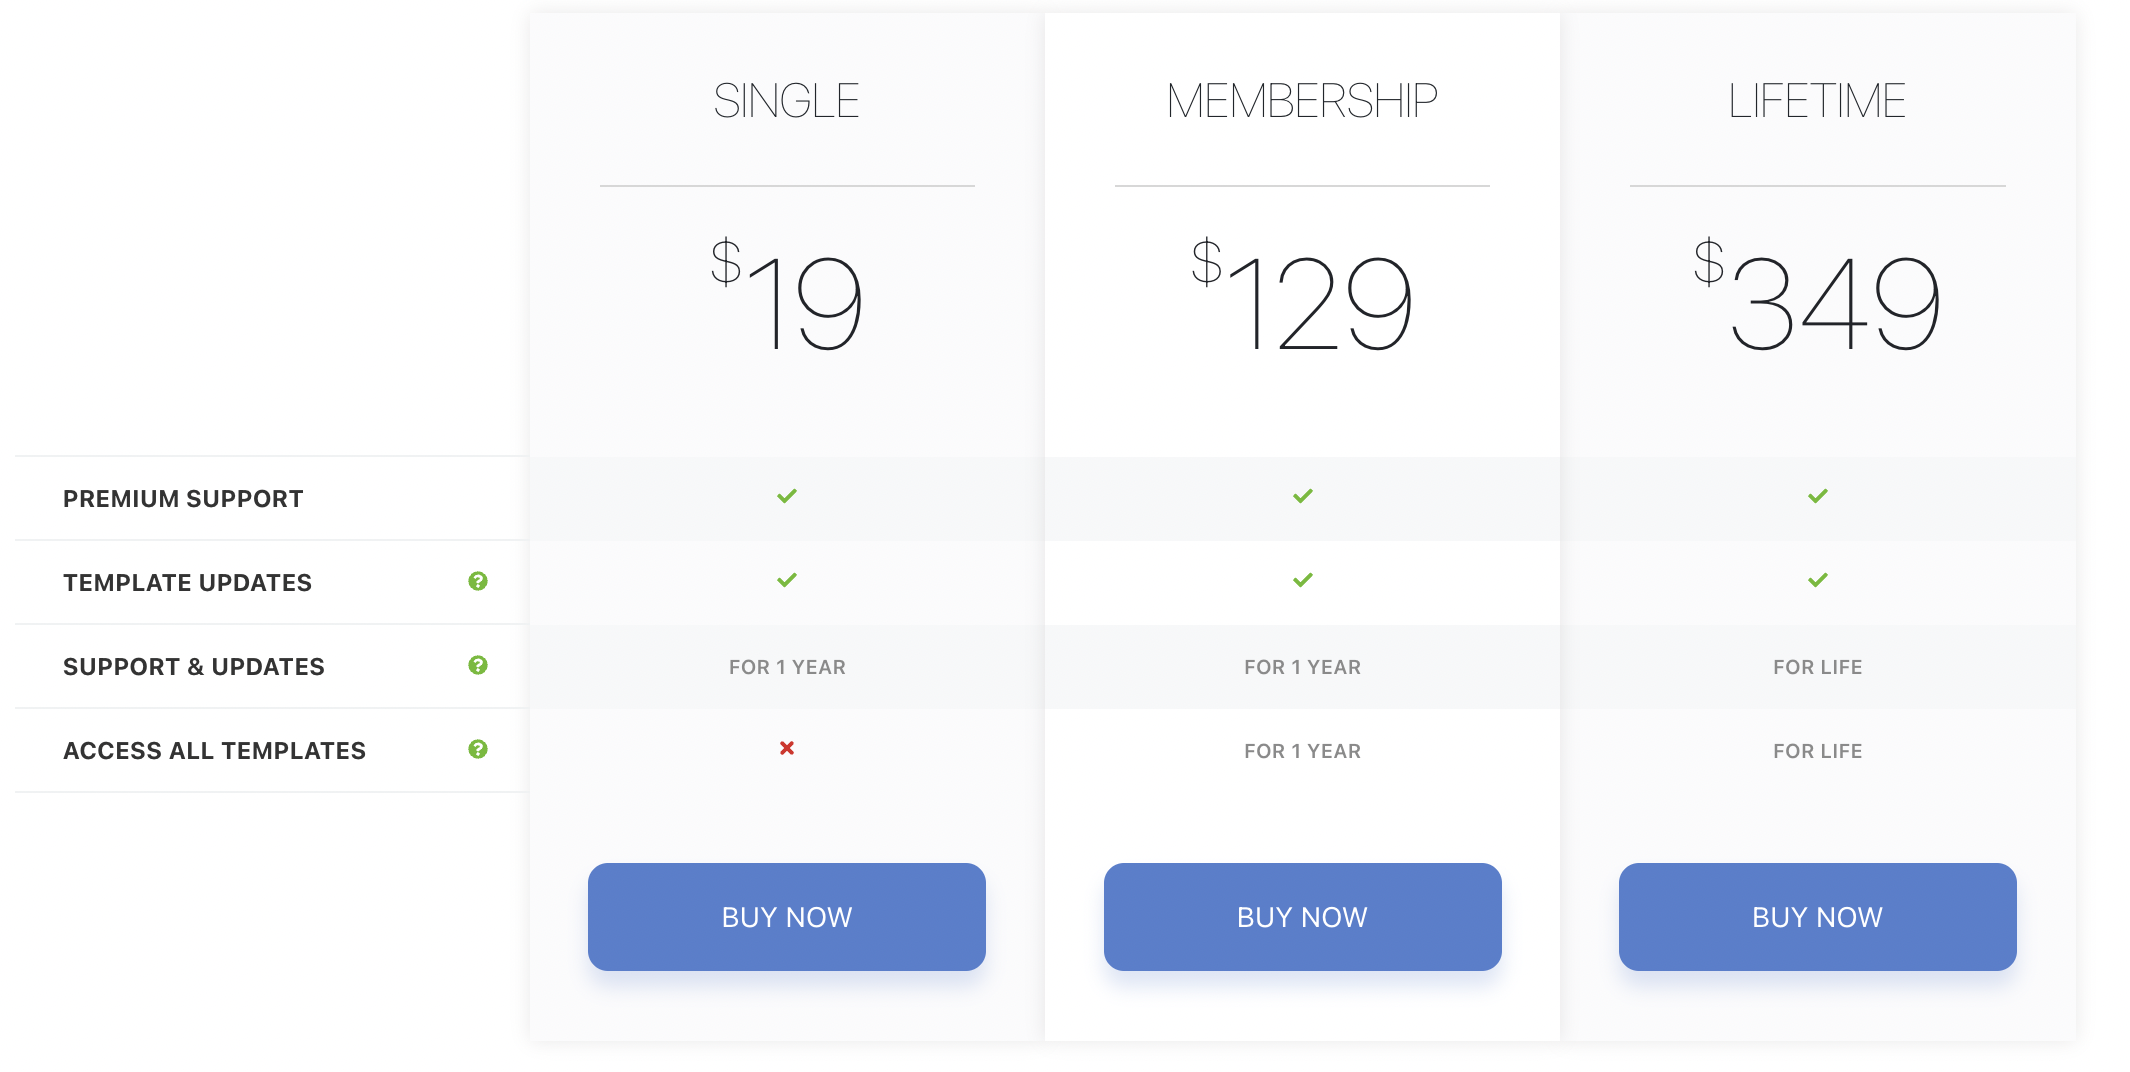 SINGLE
MEMBERSHIP
LIFETIME
$19
$129
$349
PREMIUM SUPPORT
TEMPLATE UPDATES ?
SUPPORT & UPDATES ? FOR 1 YEAR FOR 1 YEAR FOR LIFE
ACCESS ALL TEMPLATES ? FOR 1 YEAR FOR LIFE
BUY NOW
BUY NOW
BUY NOW